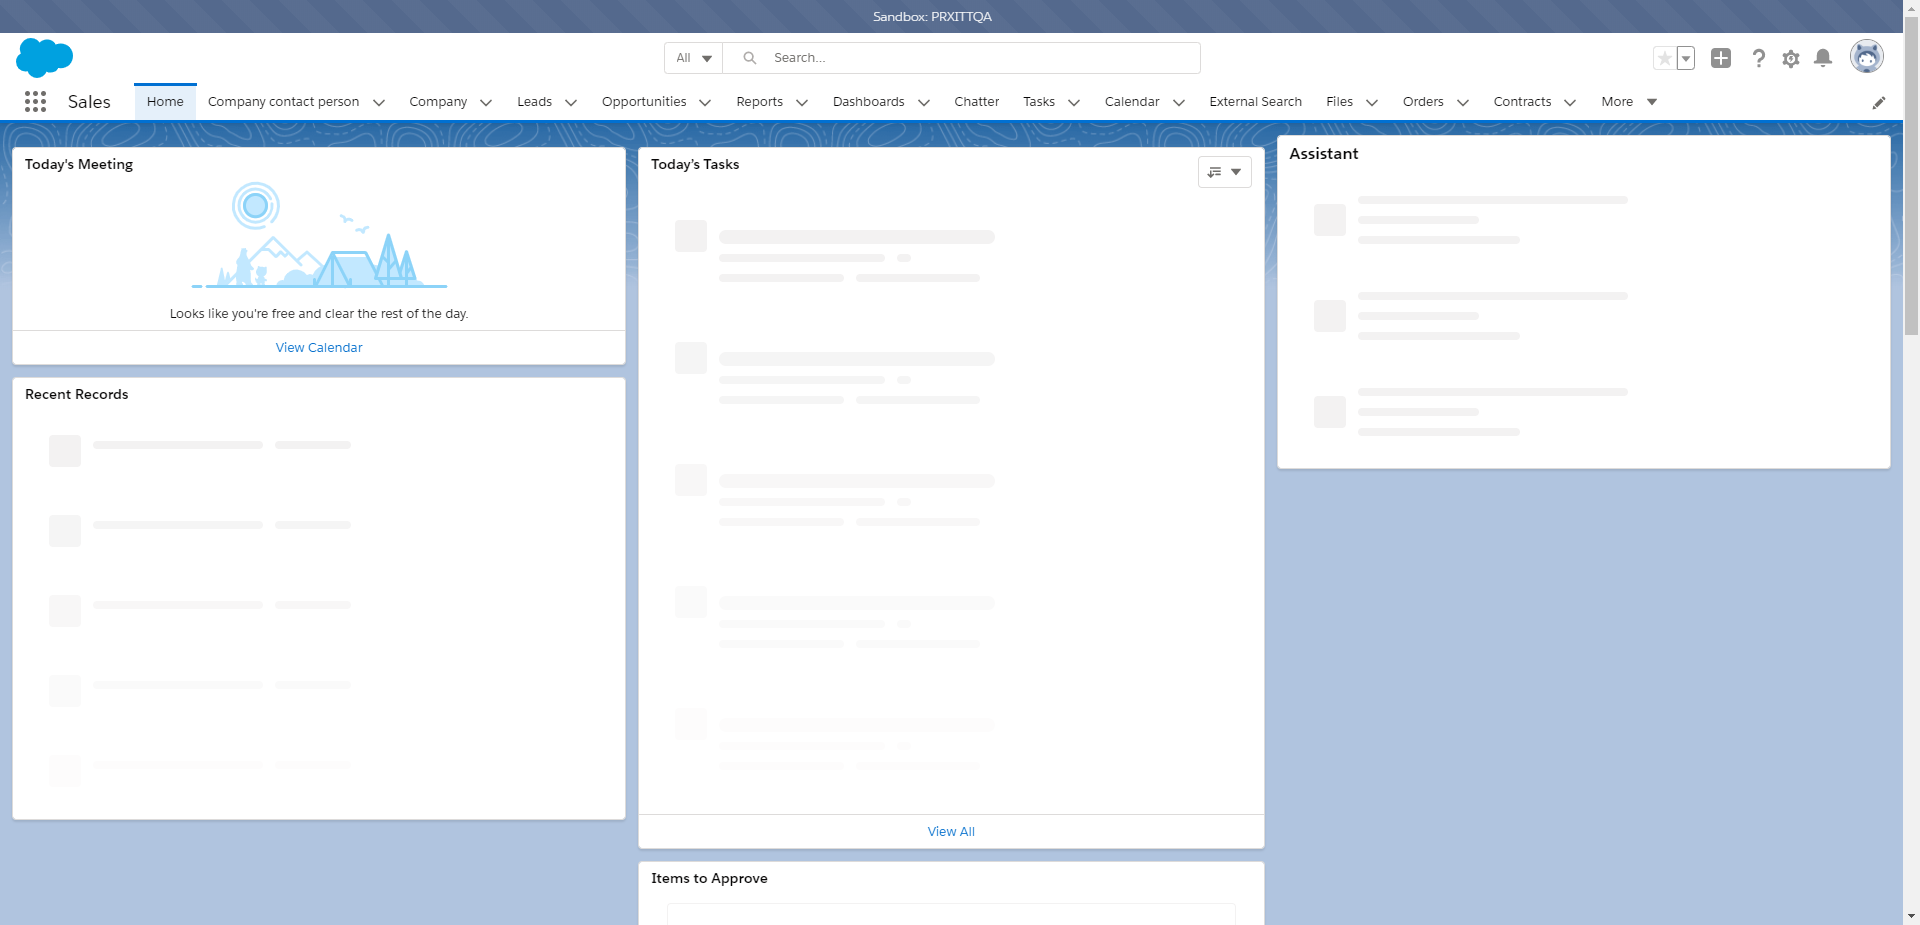 Sandbox: PRXITTQA
All
Search...
Sales
Home
Company contact person
Company
Leads
Opportunities
Reports
Dashboards
Chatter
Tasks
Calendar
External Search
Files
Orders
Contracts
More
Today's Meeting
Looks like you're free and clear the rest of the day.
View Calendar
Recent Records
Today’s Tasks
View All
Items to Approve
Assistant